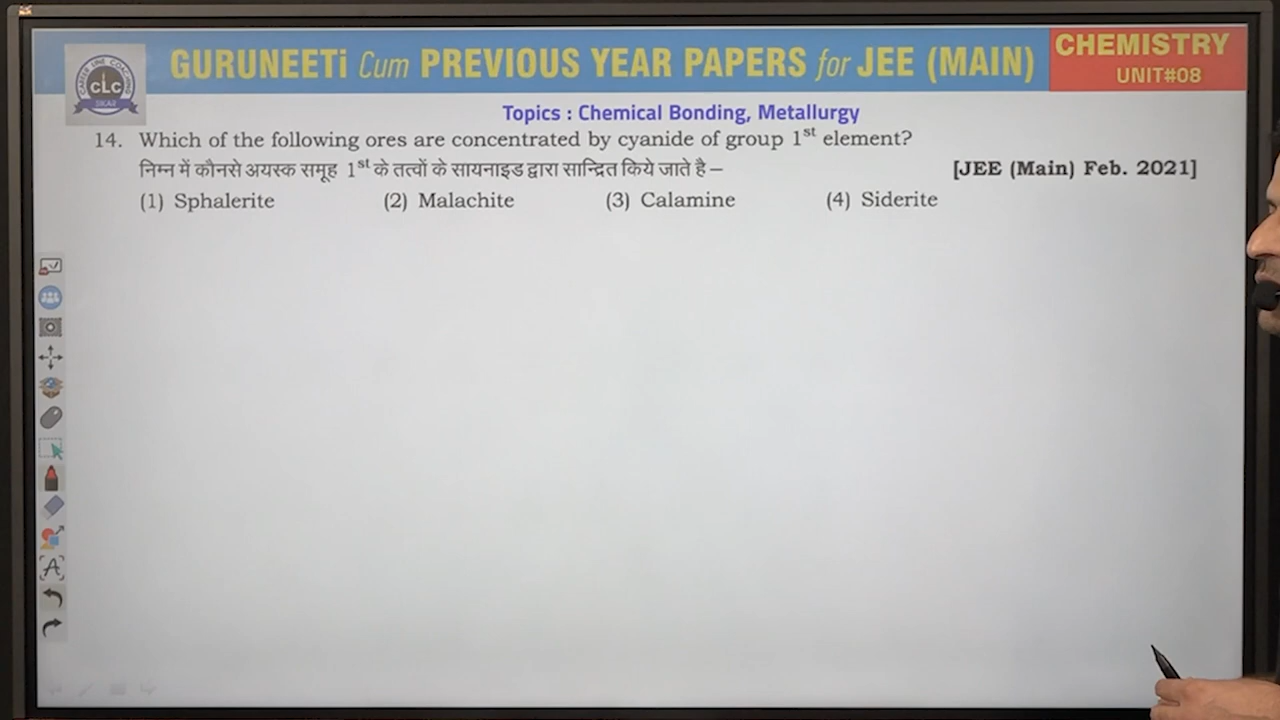 GURUNEETi Cum PREVIOUS YEAR PAPERS for JEE (MAIN)
CHEMISTRY
UNIT#08
CLC
SIKAR
Topics : Chemical Bonding, Metallurgy
14. Which of the following ores are concentrated by cyanide of group 1st element?
निम्न में कौनसे अयस्क समूह 1st के तत्वों के सायनाइड द्वारा सान्द्रित किये जाते है –
[JEE (Main) Feb. 2021]
(1) Sphalerite (2) Malachite (3) Calamine (4) Siderite